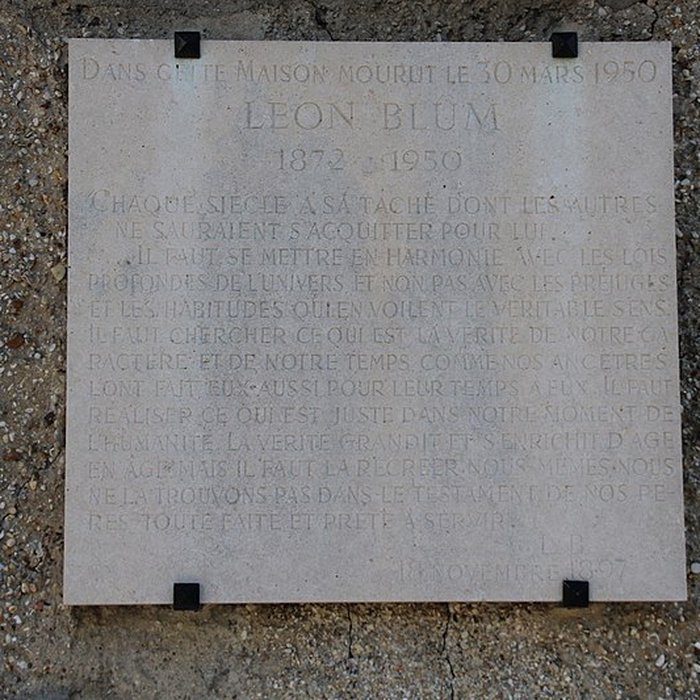 DANS CETTE MAISON MOURUT LE 30 MARS 1950
LEON BLUM
1872 1950
CHAQUE SIECLE A SA TACHE DONT LES AUTRES
NE SAURAIENT S'ACQUITTER POUR LUI.
IL FAUT SE METTRE EN HARMONIE AVEC LES LOIS
PROFONDES DE L'UNIVERS ET NON PAS AVEC LES PREJUGES
ET LES HABITUDES QUI EN VOILENT LE VERITABLE SENS.
IL FAUT CHERCHER CE QUI EST LA VERITE DE NOTRE CA
RACTERE ET DE NOTRE TEMPS COMME NOS ANCETRES
L'ONT FAIT EUX-AUSSI POUR LEUR TEMPS A EUX. IL FAUT
REALISER CE QUI EST JUSTE DANS NOTRE MOMENT DE
L'HUMANITE. LA VERITE GRANDIT ET S'ENRICHIT D'AGE
EN AGE MAIS IL FAUT LA RECREER NOUS-MEMES NOUS
NE LA TROUVONS PAS DANS LE TESTAMENT DE NOS PE-
RES TOUTE FAITE ET PRETE A SERVIR.
L. B.
NOVEMBRE